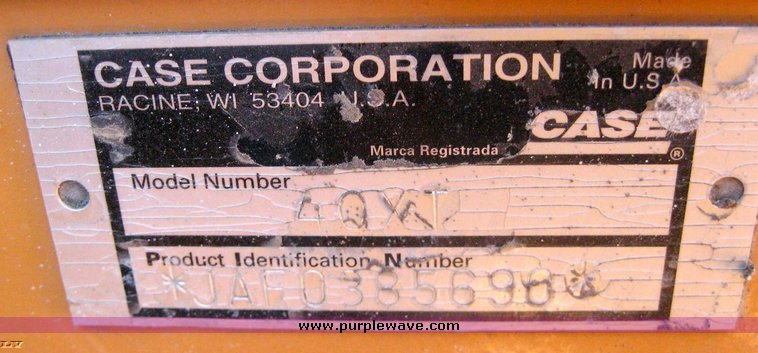 CASE CORPORATION
Made in U.S.A.
RACINE, WI 53404 U.S.A.
CASE
®
Marca Registrada
Model Number
40XT
Product Identification Number
www.purplewave.com